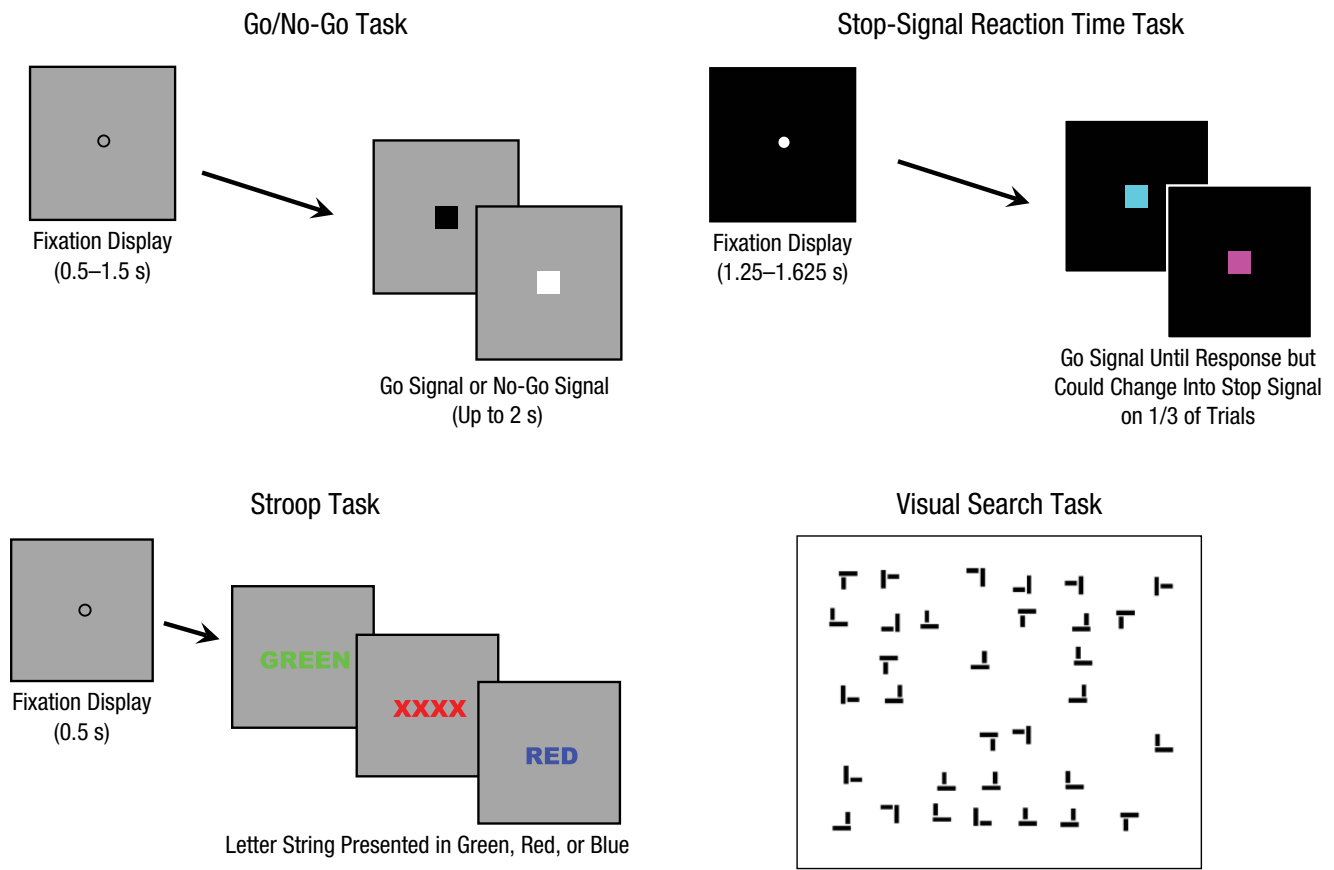 Go/No-Go Task
Fixation Display
(0.5–1.5 s)
Go Signal or No-Go Signal
(Up to 2 s)
Stop-Signal Reaction Time Task
Fixation Display
(1.25–1.625 s)
Go Signal Until Response but
Could Change Into Stop Signal
on 1/3 of Trials
Stroop Task
Fixation Display
(0.5 s)
GREEN
XXXX
RED
Letter String Presented in Green, Red, or Blue
Visual Search Task